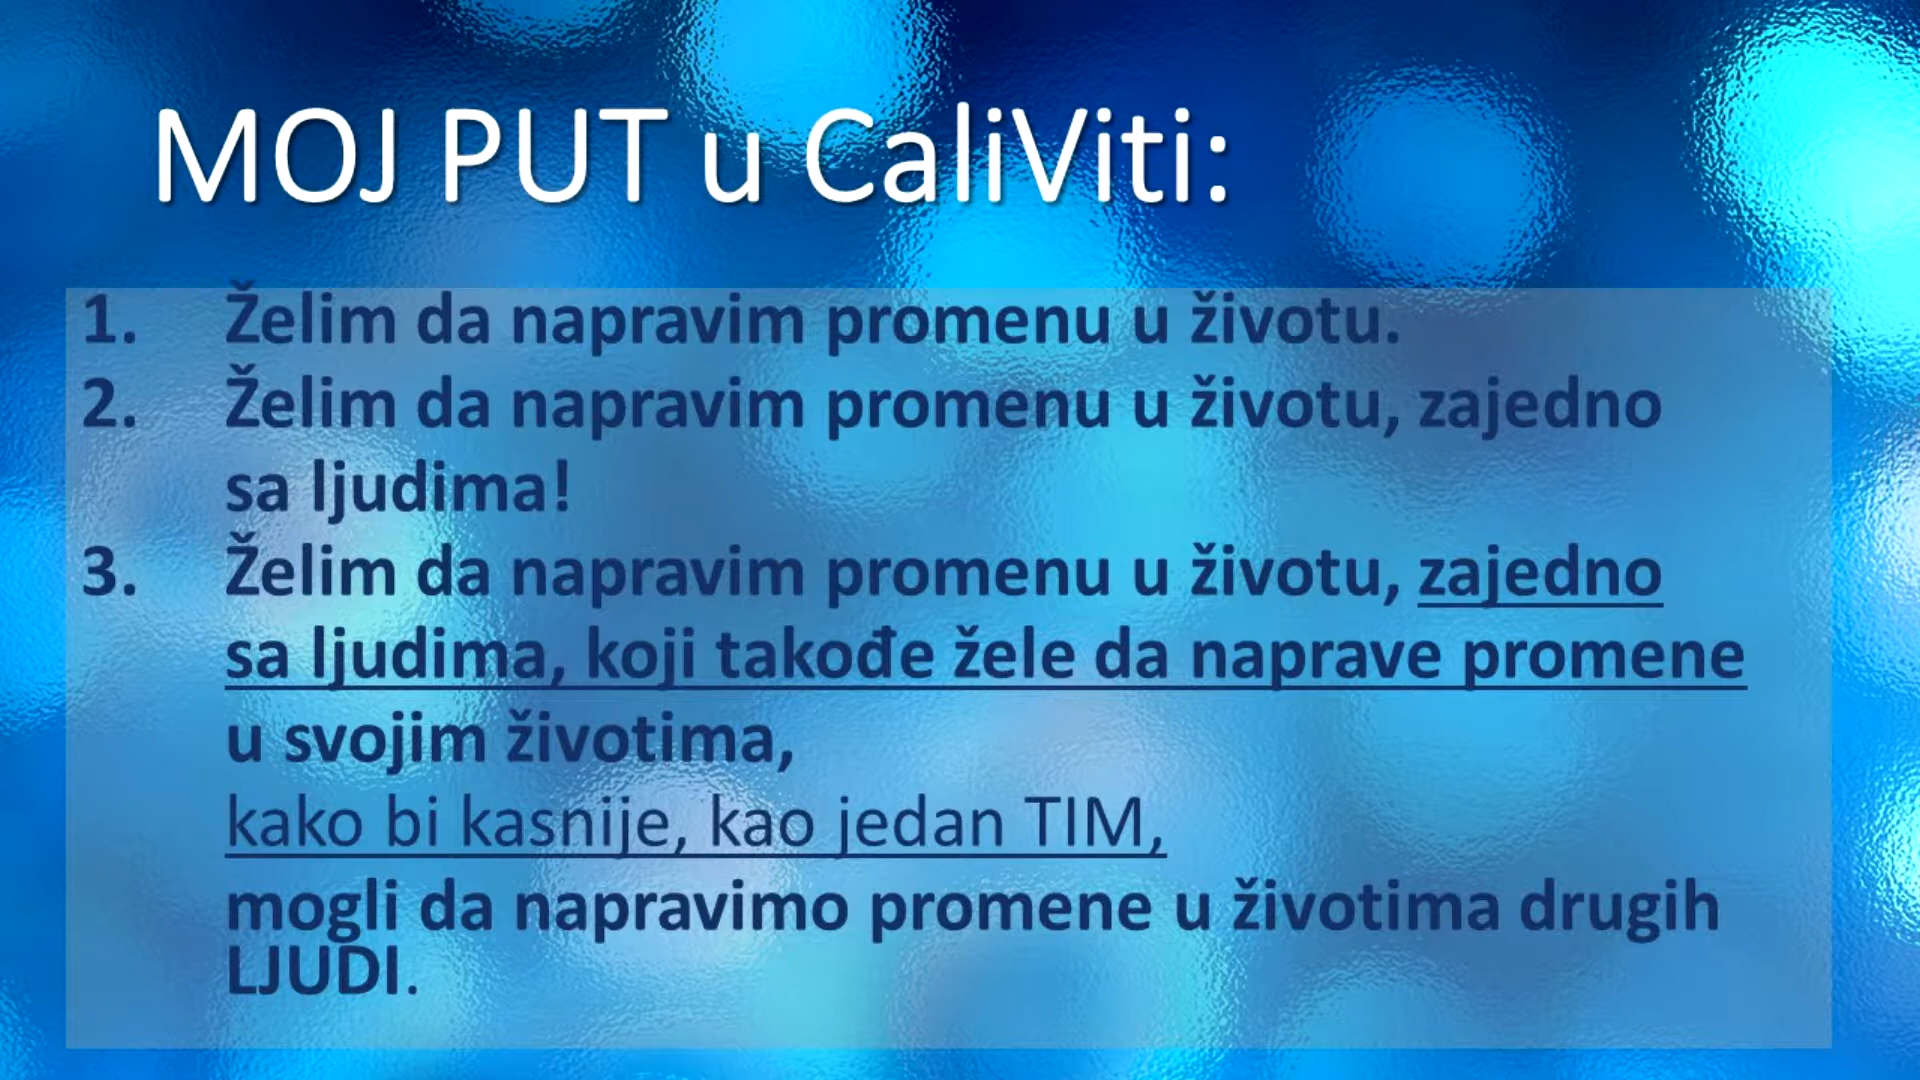 MOJ PUT u CaliViti:
1. Želim da napravim promenu u životu.
2. Želim da napravim promenu u životu, zajedno
sa ljudima!
3. Želim da napravim promenu u životu, zajedno
sa ljudima, koji takođe žele da naprave promene
u svojim životima,
kako bi kasnije, kao jedan TIM,
mogli da napravimo promene u životima drugih
LJUDI.